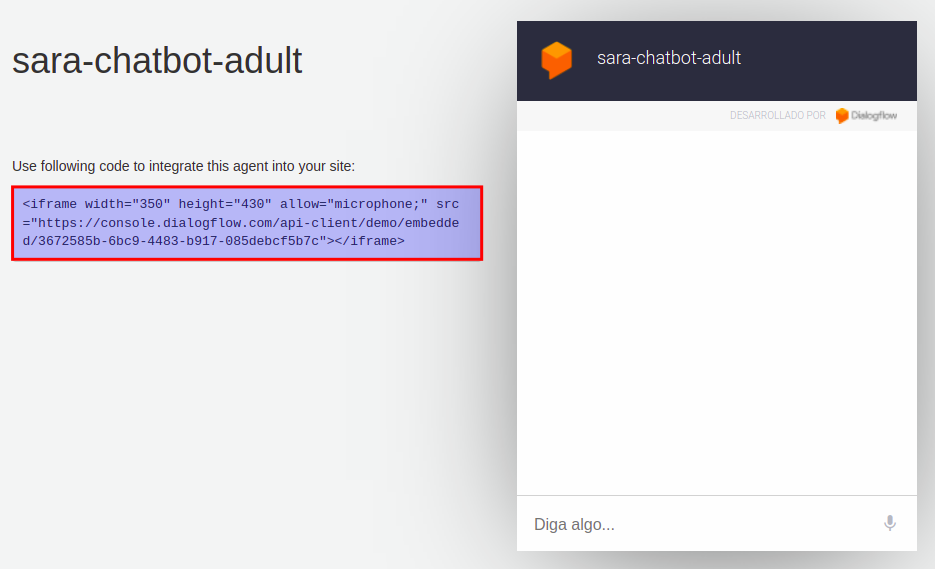 sara-chatbot-adult
Use following code to integrate this agent into your site:
<iframe width="350" height="430" allow="microphone;" src
="https://console.dialogflow.com/api-client/demo/embedde
d/3672585b-6bc9-4483-b917-085debcf5b7c"></iframe>
sara-chatbot-adult
DESARROLLADO POR Dialogflow
Diga algo...